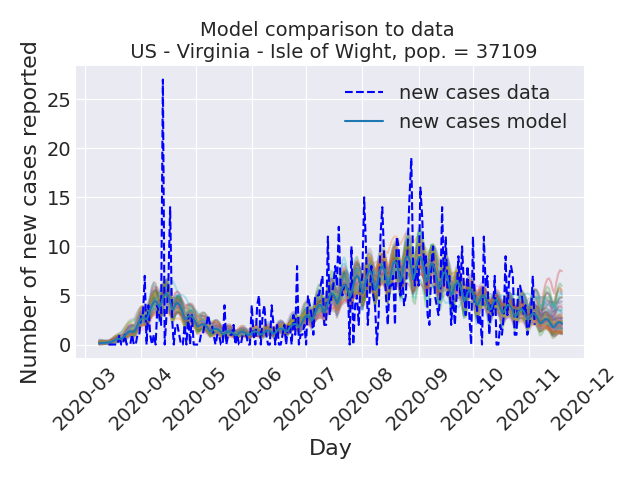 Model comparison to data
US - Virginia - Isle of Wight, pop. = 37109
Number of new cases reported
25
20
15
10
5
0
new cases data
new cases model
2020-03
2020-04
2020-05
2020-06
2020-07
2020-08
2020-09
2020-10
2020-11
2020-12
Day